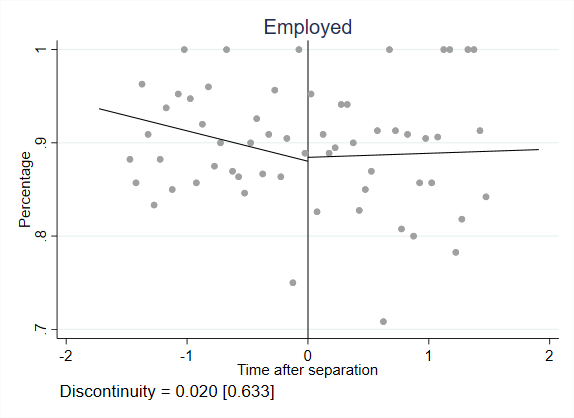 Employed
1
.9
.8
.7
Percentage
-2 -1 0 1 2
Time after separation
Discontinuity = 0.020 [0.633]